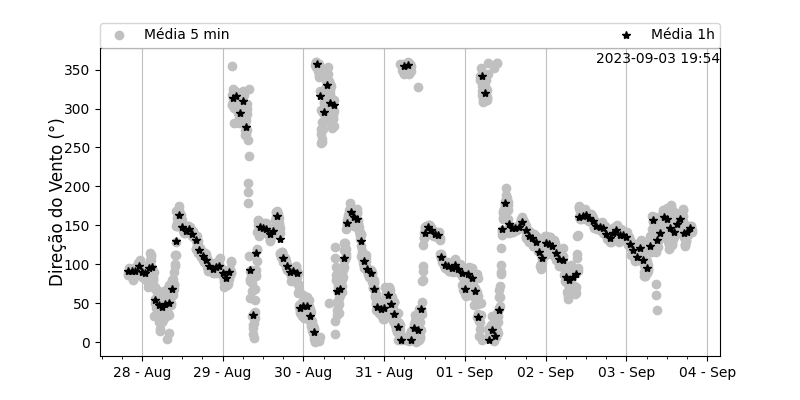 Média 5 min
Média 1h
2023-09-03 19:54
Direção do Vento (°)
350
300
250
200
150
100
50
0
28 - Aug
29 - Aug
30 - Aug
31 - Aug
01 - Sep
02 - Sep
03 - Sep
04 - Sep